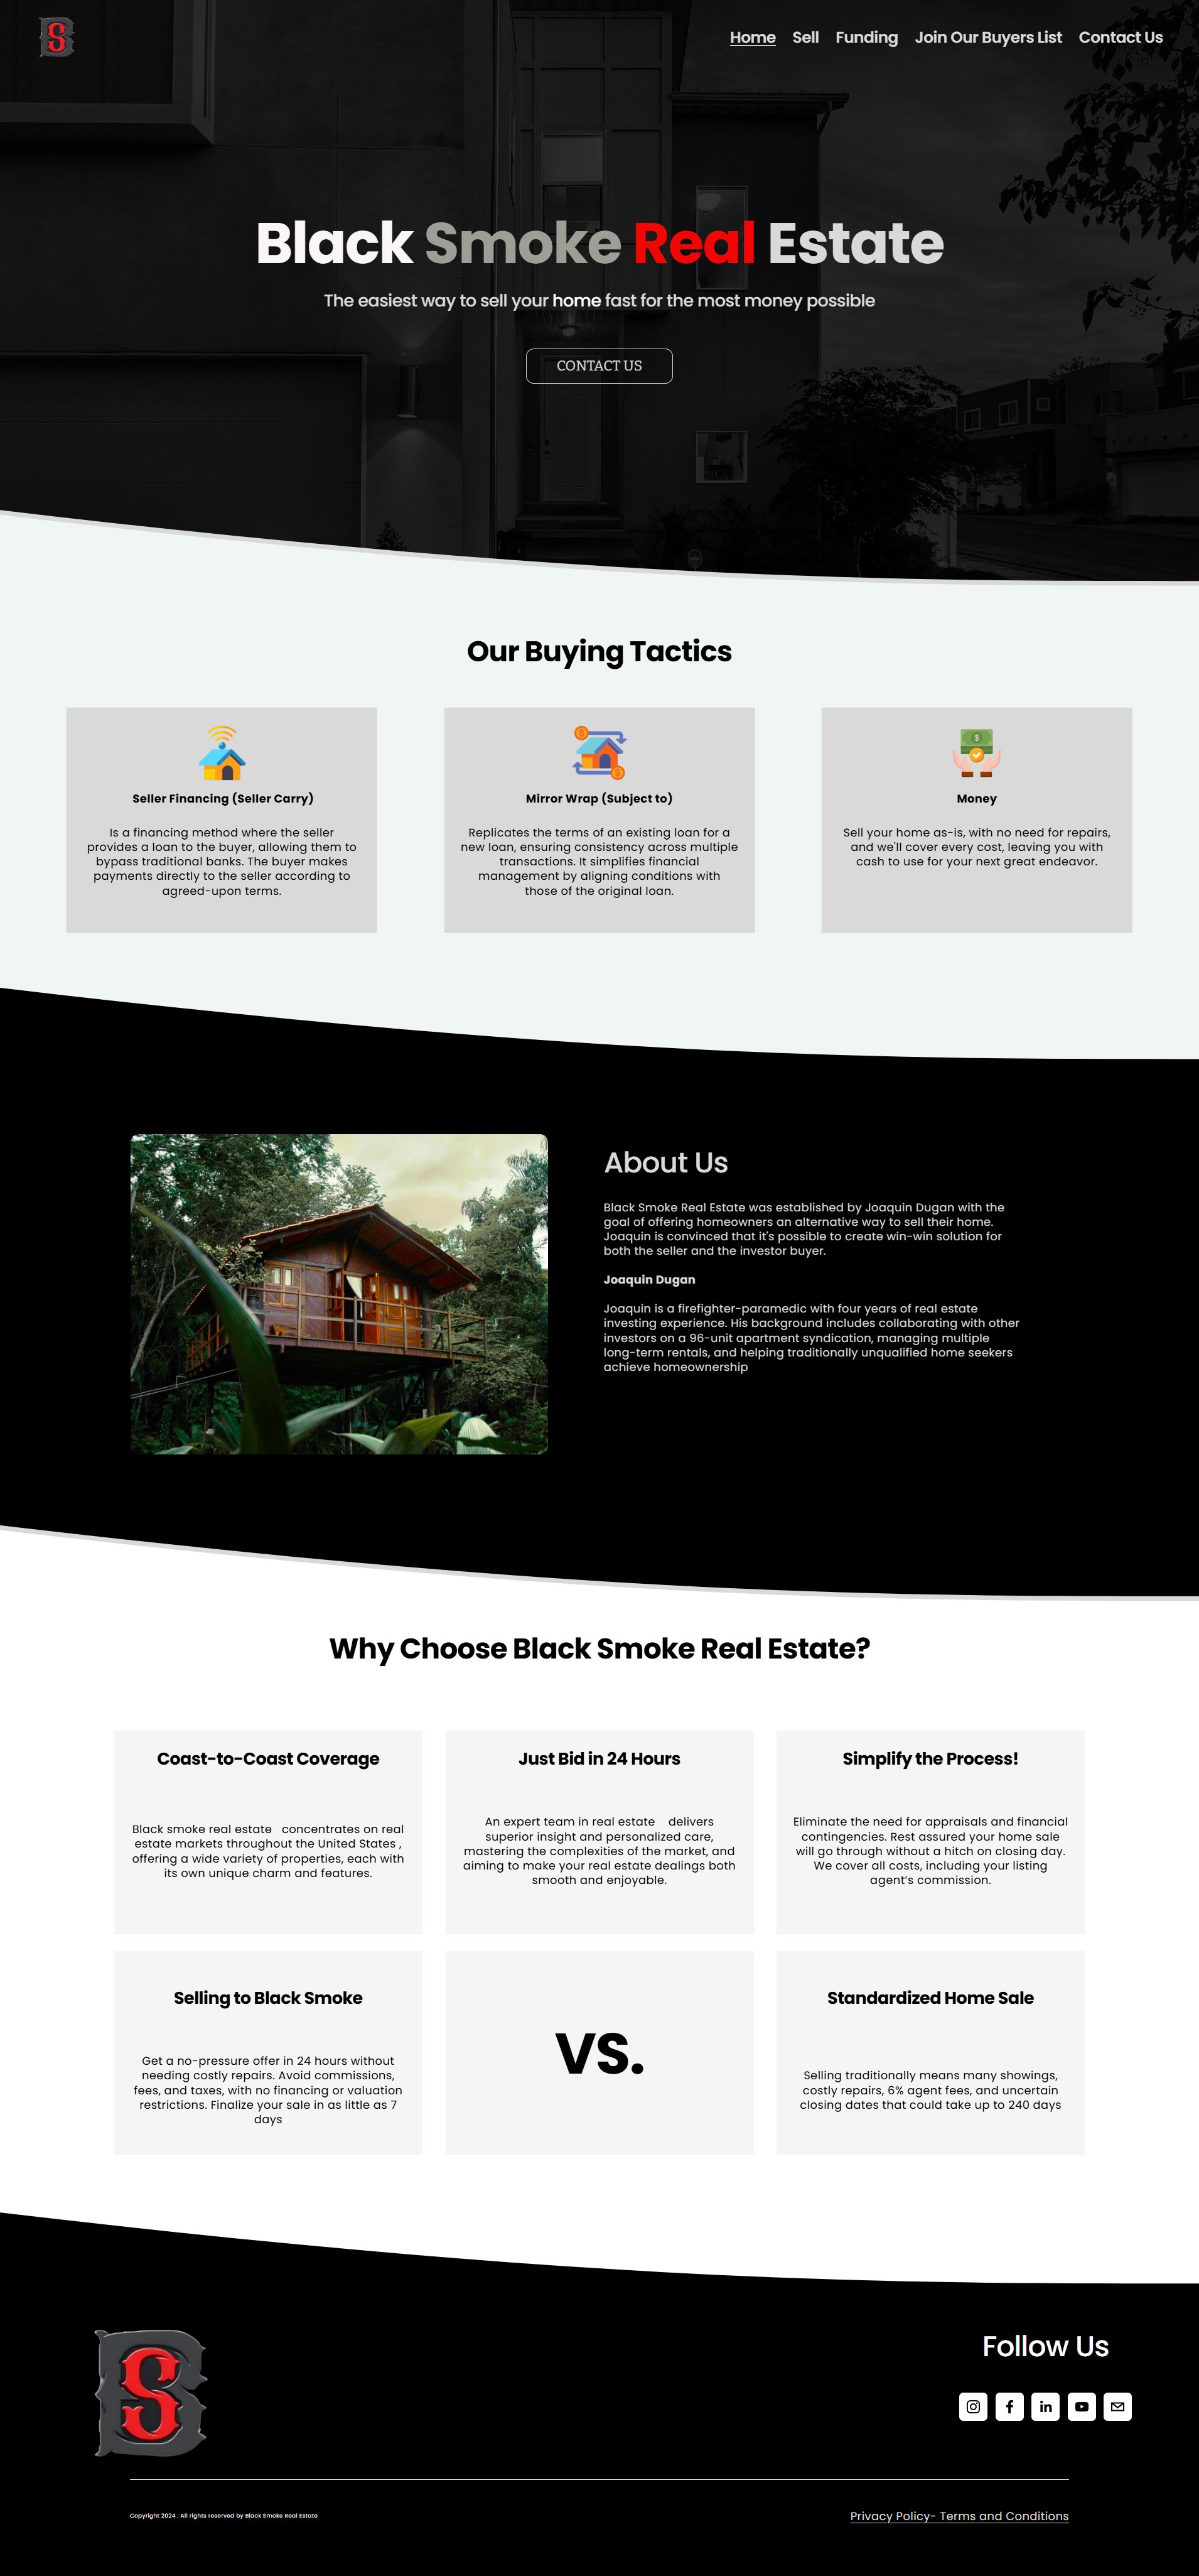 BS
Home Sell Funding Join Our Buyers List Contact Us
Black Smoke Real Estate
The easiest way to sell your home fast for the most money possible
CONTACT US
Our Buying Tactics
Seller Financing (Seller Carry)
Is a financing method where the seller
provides a loan to the buyer, allowing them to
bypass traditional banks. The buyer makes
payments directly to the seller according to
agreed-upon terms.
Mirror Wrap (Subject to)
Replicates the terms of an existing loan for a
new loan, ensuring consistency across multiple
transactions. It simplifies financial
management by aligning conditions with
those of the original loan.
Money
Sell your home as-is, with no need for repairs,
and we'll cover every cost, leaving you with
cash to use for your next great endeavor.
About Us
Black Smoke Real Estate was established by Joaquin Dugan with the
goal of offering homeowners an alternative way to sell their home.
Joaquin is convinced that it's possible to create win-win solution for
both the seller and the investor buyer.
Joaquin Dugan
Joaquin is a firefighter-paramedic with four years of real estate
investing experience. His background includes collaborating with other
investors on a 96-unit apartment syndication, managing multiple
long-term rentals, and helping traditionally unqualified home seekers
achieve homeownership
Why Choose Black Smoke Real Estate?
Coast-to-Coast Coverage
Black smoke real estate concentrates on real
estate markets throughout the United States ,
offering a wide variety of properties, each with
its own unique charm and features.
Just Bid in 24 Hours
An expert team in real estate delivers
superior insight and personalized care,
mastering the complexities of the market, and
aiming to make your real estate dealings both
smooth and enjoyable.
Simplify the Process!
Eliminate the need for appraisals and financial
contingencies. Rest assured your home sale
will go through without a hitch on closing day.
We cover all costs, including your listing
agent's commission.
Selling to Black Smoke
Get a no-pressure offer in 24 hours without
needing costly repairs. Avoid commissions,
fees, and taxes, with no financing or valuation
restrictions. Finalize your sale in as little as 7
days
VS.
Standardized Home Sale
Selling traditionally means many showings,
costly repairs, 6% agent fees, and uncertain
closing dates that could take up to 240 days
BS
Follow Us
Copyright 2024 . All rights reserved by Black Smoke Real Estate
Privacy Policy- Terms and Conditions